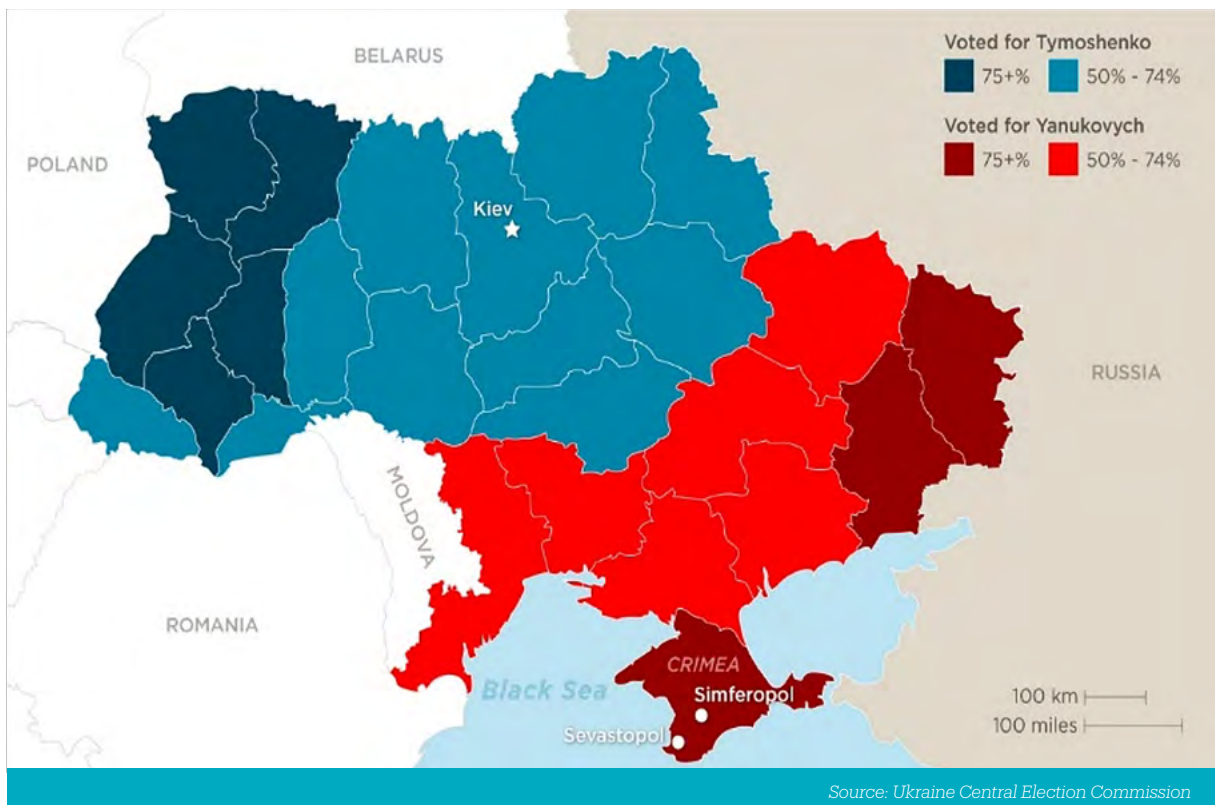 Voted for Tymoshenko
75+% 50% - 74%
Voted for Yanukovych
75+% 50% - 74%
BELARUS
POLAND
Kiev
RUSSIA
MOLDOVA
ROMANIA
CRIMEA
Simferopol
Black Sea
Sevastopol
100 km
100 miles
Source: Ukraine Central Election Commission